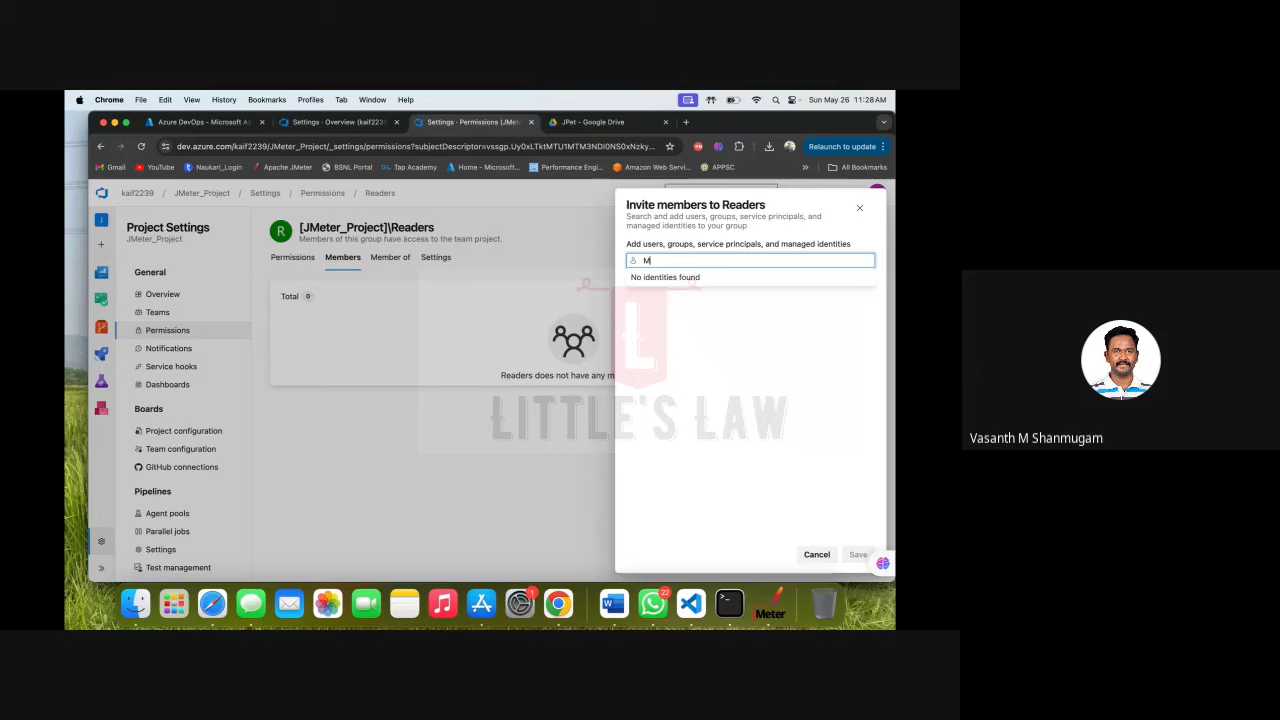 Chrome File Edit View History Bookmarks Profiles Tab Window Help
Sun May 26 11:28 AM
Azure DevOps - Microsoft Az
Settings · Overview (kaif2239
Settings · Permissions (JMete
JPet - Google Drive
dev.azure.com/kaif2239/JMeter_Project/_settings/permissions?subjectDescriptor=vssgp.Uy0xLTktMTU1MTM3NDI0NS0xNzky...
Relaunch to update
Gmail YouTube Naukari_Login Apache JMeter BSNL Portal Tap Academy Home - Microsof... Performance Engine... Amazon Web Servi... APPSC » All Bookmarks
kaif2239 / JMeter_Project / Settings / Permissions / Readers
J
Project Settings
JMeter_Project
General
Overview
Teams
Permissions
Notifications
Service hooks
Dashboards
Boards
Project configuration
Team configuration
GitHub connections
Pipelines
Agent pools
Parallel jobs
Settings
Test management
R
[JMeter_Project]\Readers
Members of this group have access to the team project.
Permissions Members Member of Settings
Total 0
Readers does not have any m
Invite members to Readers
Search and add users, groups, service principals, and
managed identities to your group
Add users, groups, service principals, and managed identities
M
No identities found
Cancel Save
L
LITTLE'S LAW
1
22
Meter
Vasanth M Shanmugam